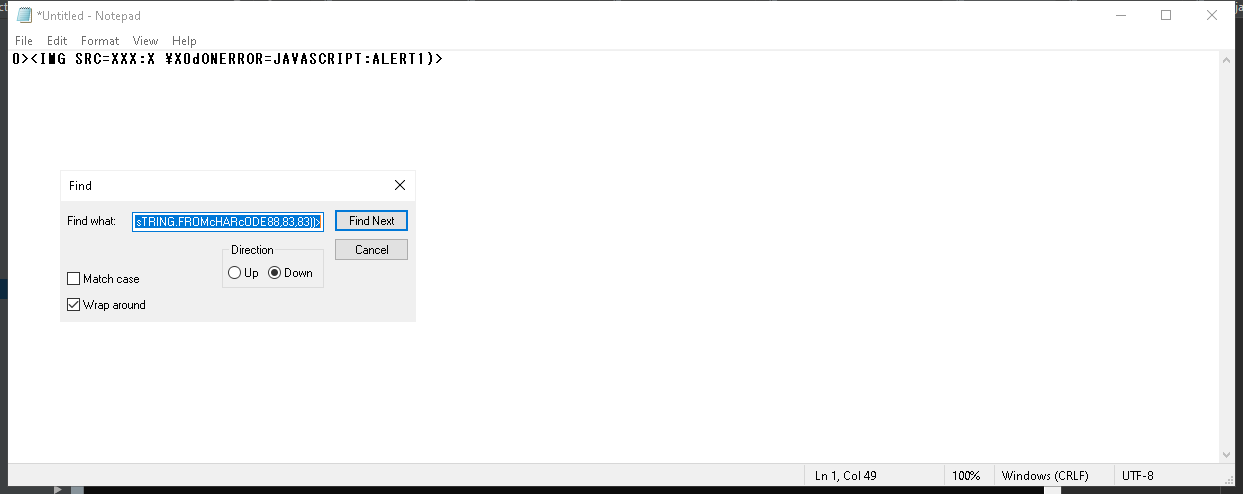 *Untitled - Notepad
File Edit Format View Help
0><IMG SRC=XXX:X ¥X0dONERROR=JAVASCRIPT:ALERT1)>
Find
Find what: sTRING.FROMcHARcODE88,83,83))> Find Next
Direction Cancel
Up Down
Match case
Wrap around
Ln 1, Col 49 100% Windows (CRLF) UTF-8